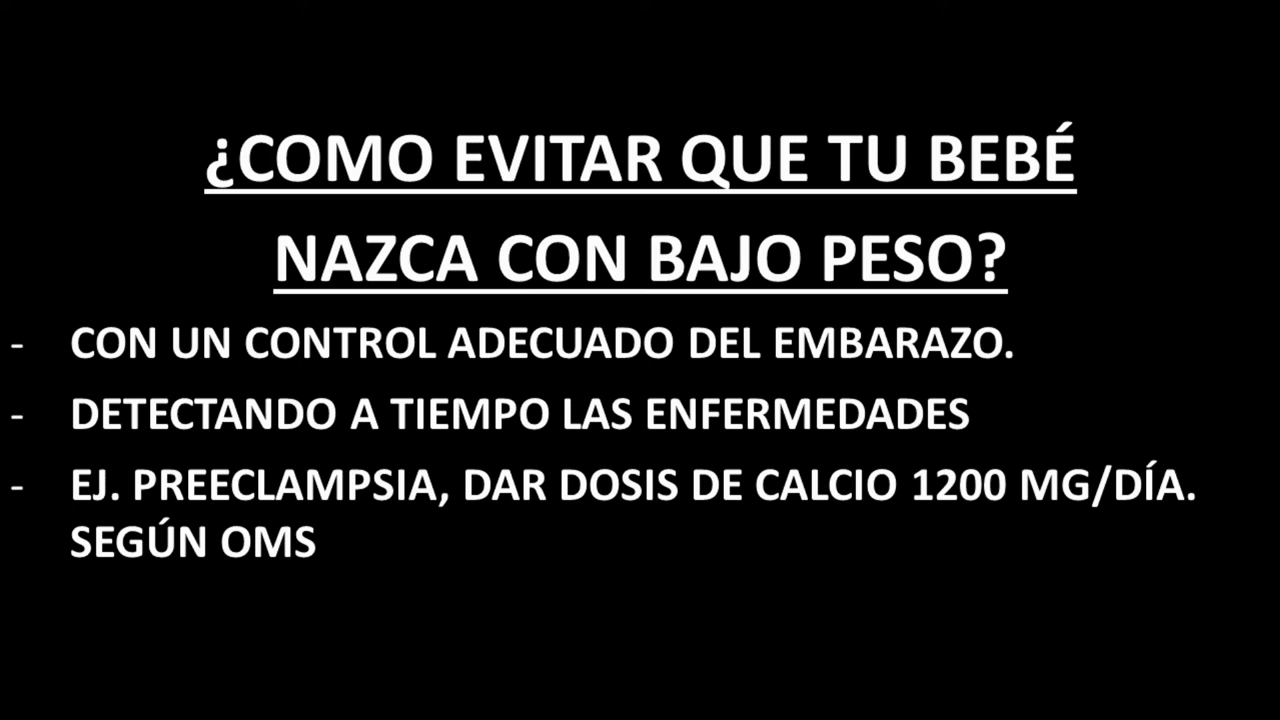 ¿COMO EVITAR QUE TU BEBÉ
NAZCA CON BAJO PESO?
- CON UN CONTROL ADECUADO DEL EMBARAZO.
- DETECTANDO A TIEMPO LAS ENFERMEDADES
- EJ. PREECLAMPSIA, DAR DOSIS DE CALCIO 1200 MG/DÍA.
SEGÚN OMS